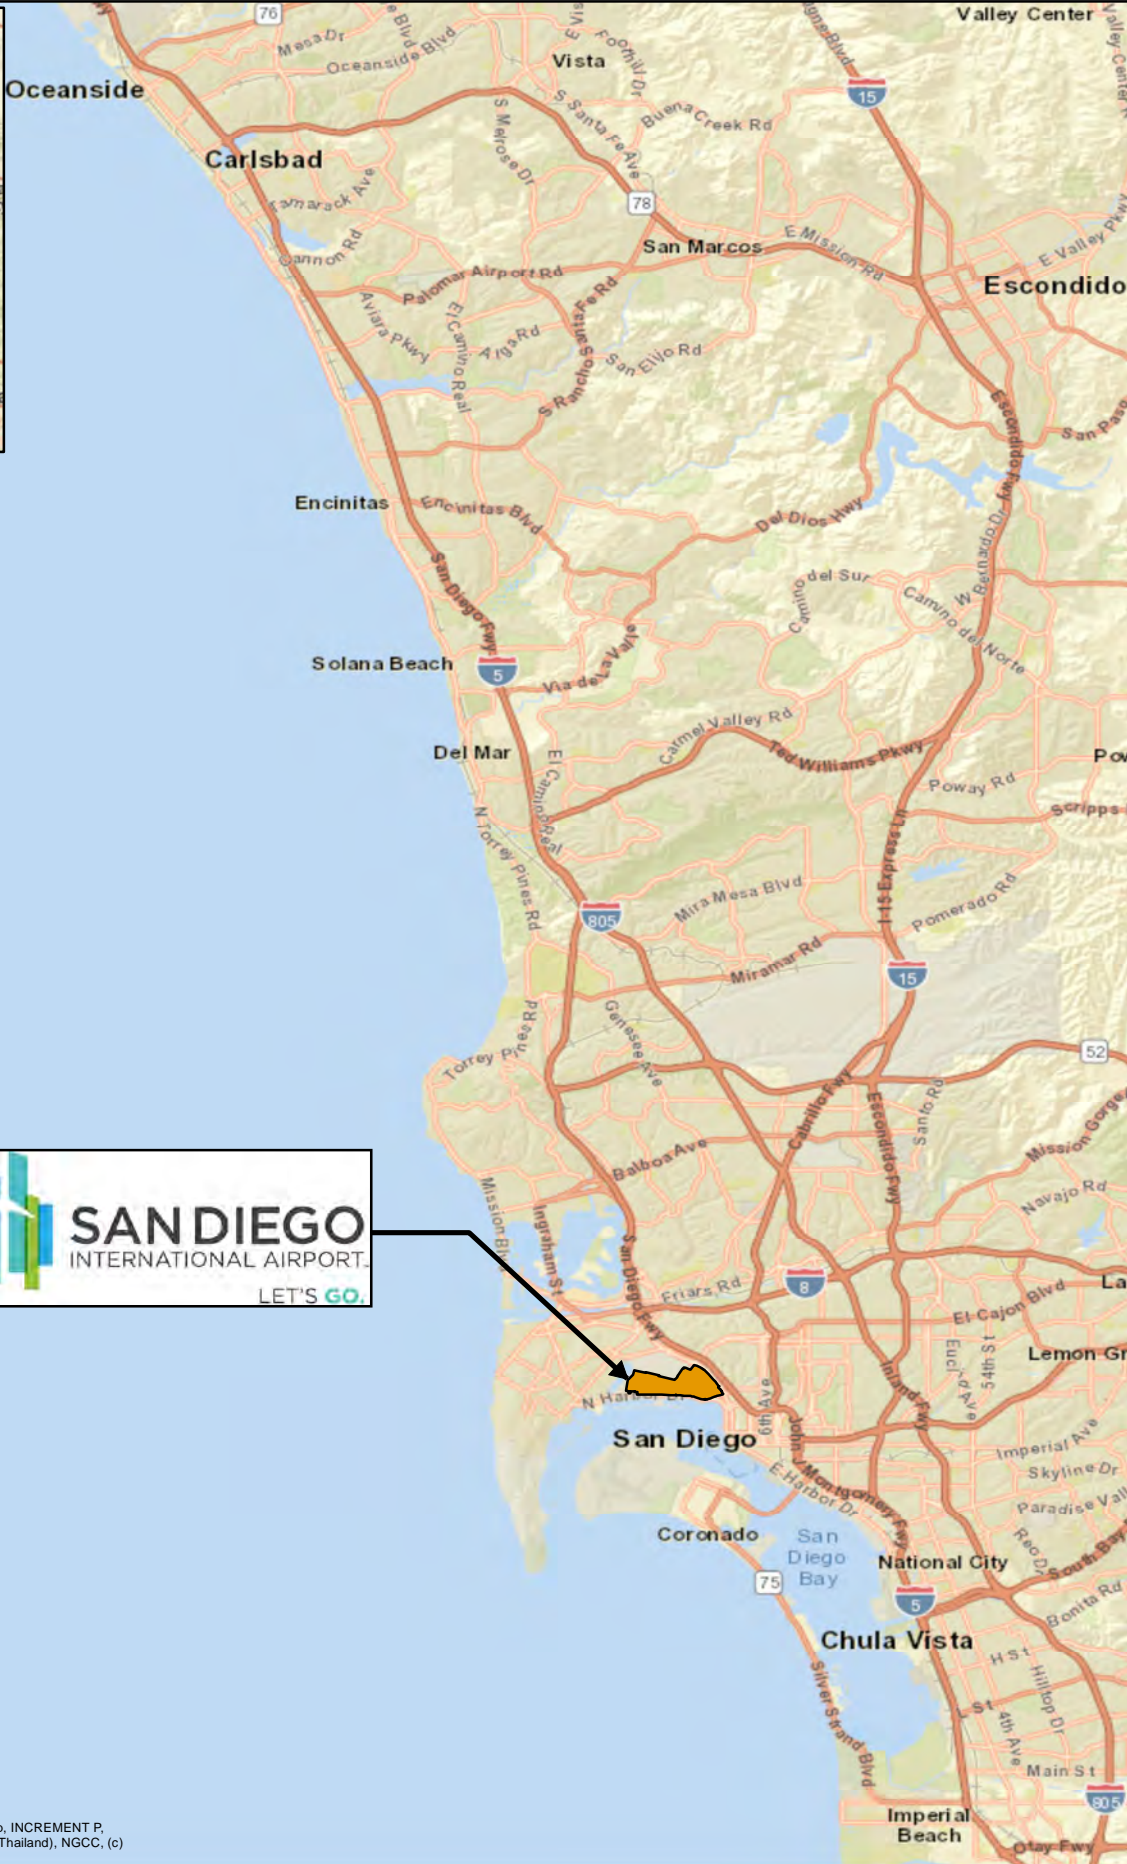 76
Valley Center
Mesa Dr
Oceanside Blvd
Vista
Foothill Dr
Oceanside
15
S Santa Fe Ave
Buena Creek Rd
S Melrose Dr
Carlsbad
Tamarack Ave
78
San Marcos
E Mission Rd
E Valley Pkwy
Cannon Rd
Palomar Airport Rd
Escondido
Aviara Pkwy
El Camino Real
Alga Rd
S Rancho Santa Fe Rd
San Elijo Rd
Escondido Fwy
San Pasq
Encinitas
Encinitas Blvd
Del Dios Hwy
San Diego Fwy
Camino del Sur
W Bernardo Dr
Camino del Norte
Solana Beach
5
Via de La Valle
Carmel Valley Rd
Del Mar
El Camino Real
Ted Williams Pkwy
Pow
Poway Rd
Scripps
N Torrey Pines Rd
I-15 Express Ln
Mira Mesa Blvd
Pomerado Rd
805
Miramar Rd
15
Genesee Ave
Torrey Pines Rd
52
Cabrillo Fwy
Escondido Fwy
Santo Rd
Mission Gorge
Balboa Ave
Navajo Rd
Mission Blvd
Ingraham St
San Diego Fwy
SAN DIEGO
INTERNATIONAL AIRPORT
LET'S GO.
Friars Rd
8
La
El Cajon Blvd
Euclid Ave
54th St
Lemon Gr
Inland Fwy
N Harbor Dr
6th Ave
San Diego
John J Montgomery Fwy
Imperial Ave
Skyline Dr
E Harbor Dr
Paradise Vall
Coronado
San
Diego
Bay
National City
Reo Dr
South Bay
75
5
Bonita Rd
Chula Vista
H St
Hilltop Dr
Silver Strand Blvd
L St
4th Ave
Main St
805
Imperial
Beach
Otay Fwy
o, INCREMENT P,
Thailand), NGCC, (c)